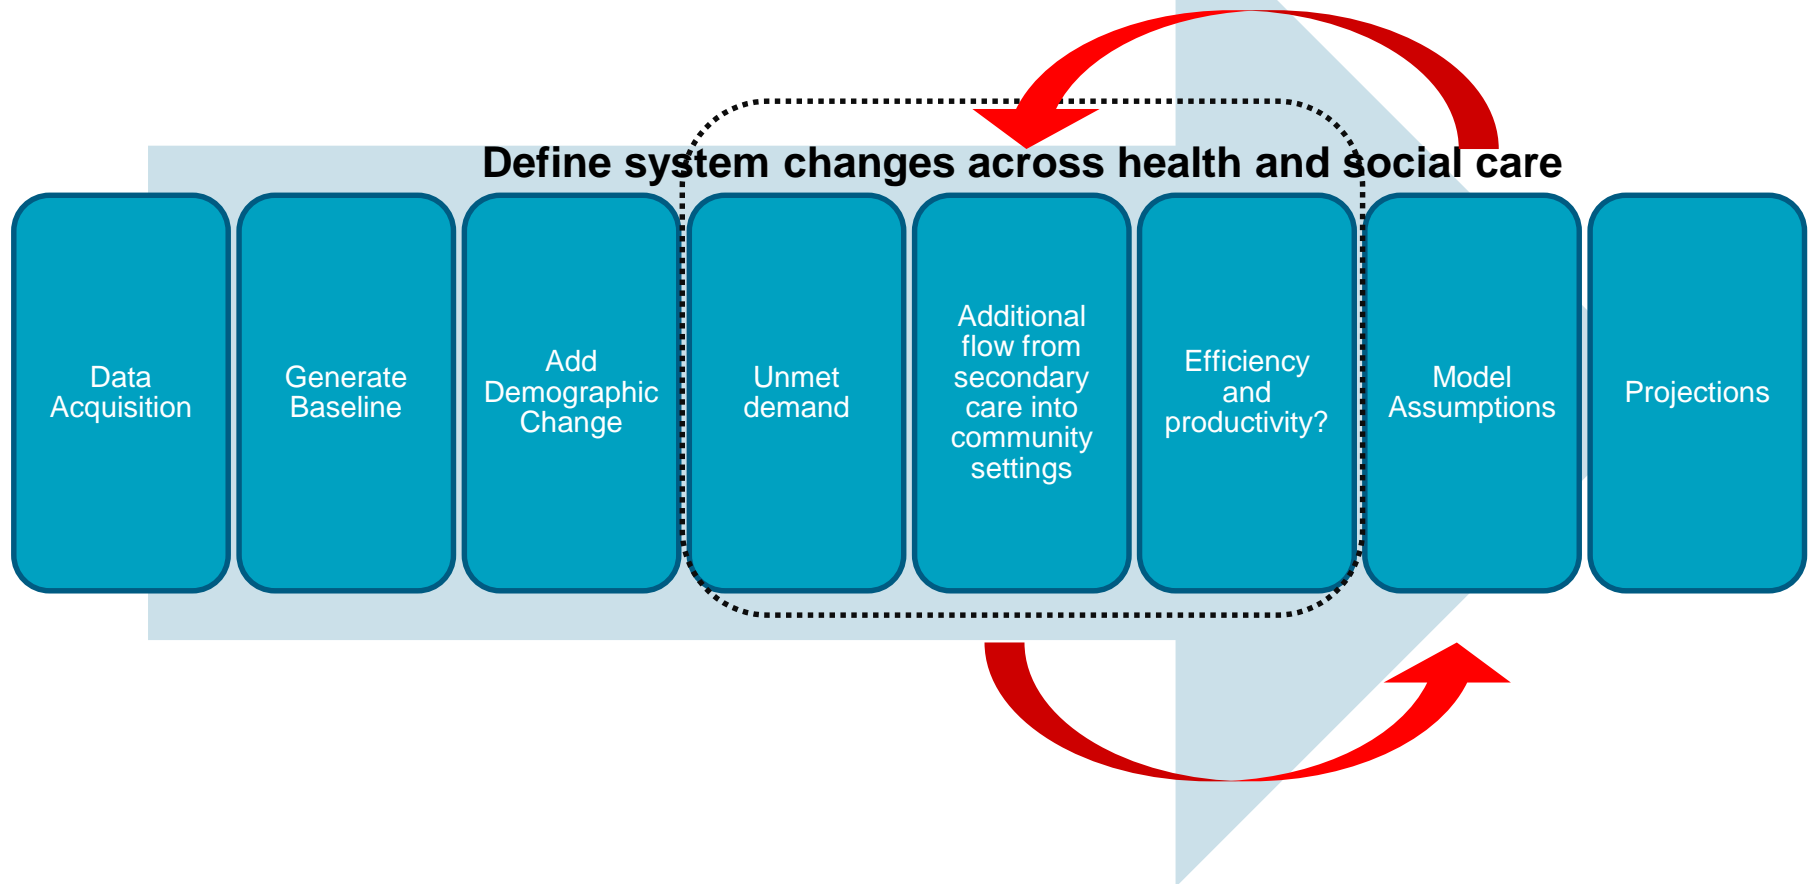 Define system changes across health and social care
Data
Acquisition
Generate
Baseline
Add
Demographic
Change
Unmet
demand
Additional
flow from
secondary
care into
community
settings
Efficiency
and
productivity?
Model
Assumptions
Projections